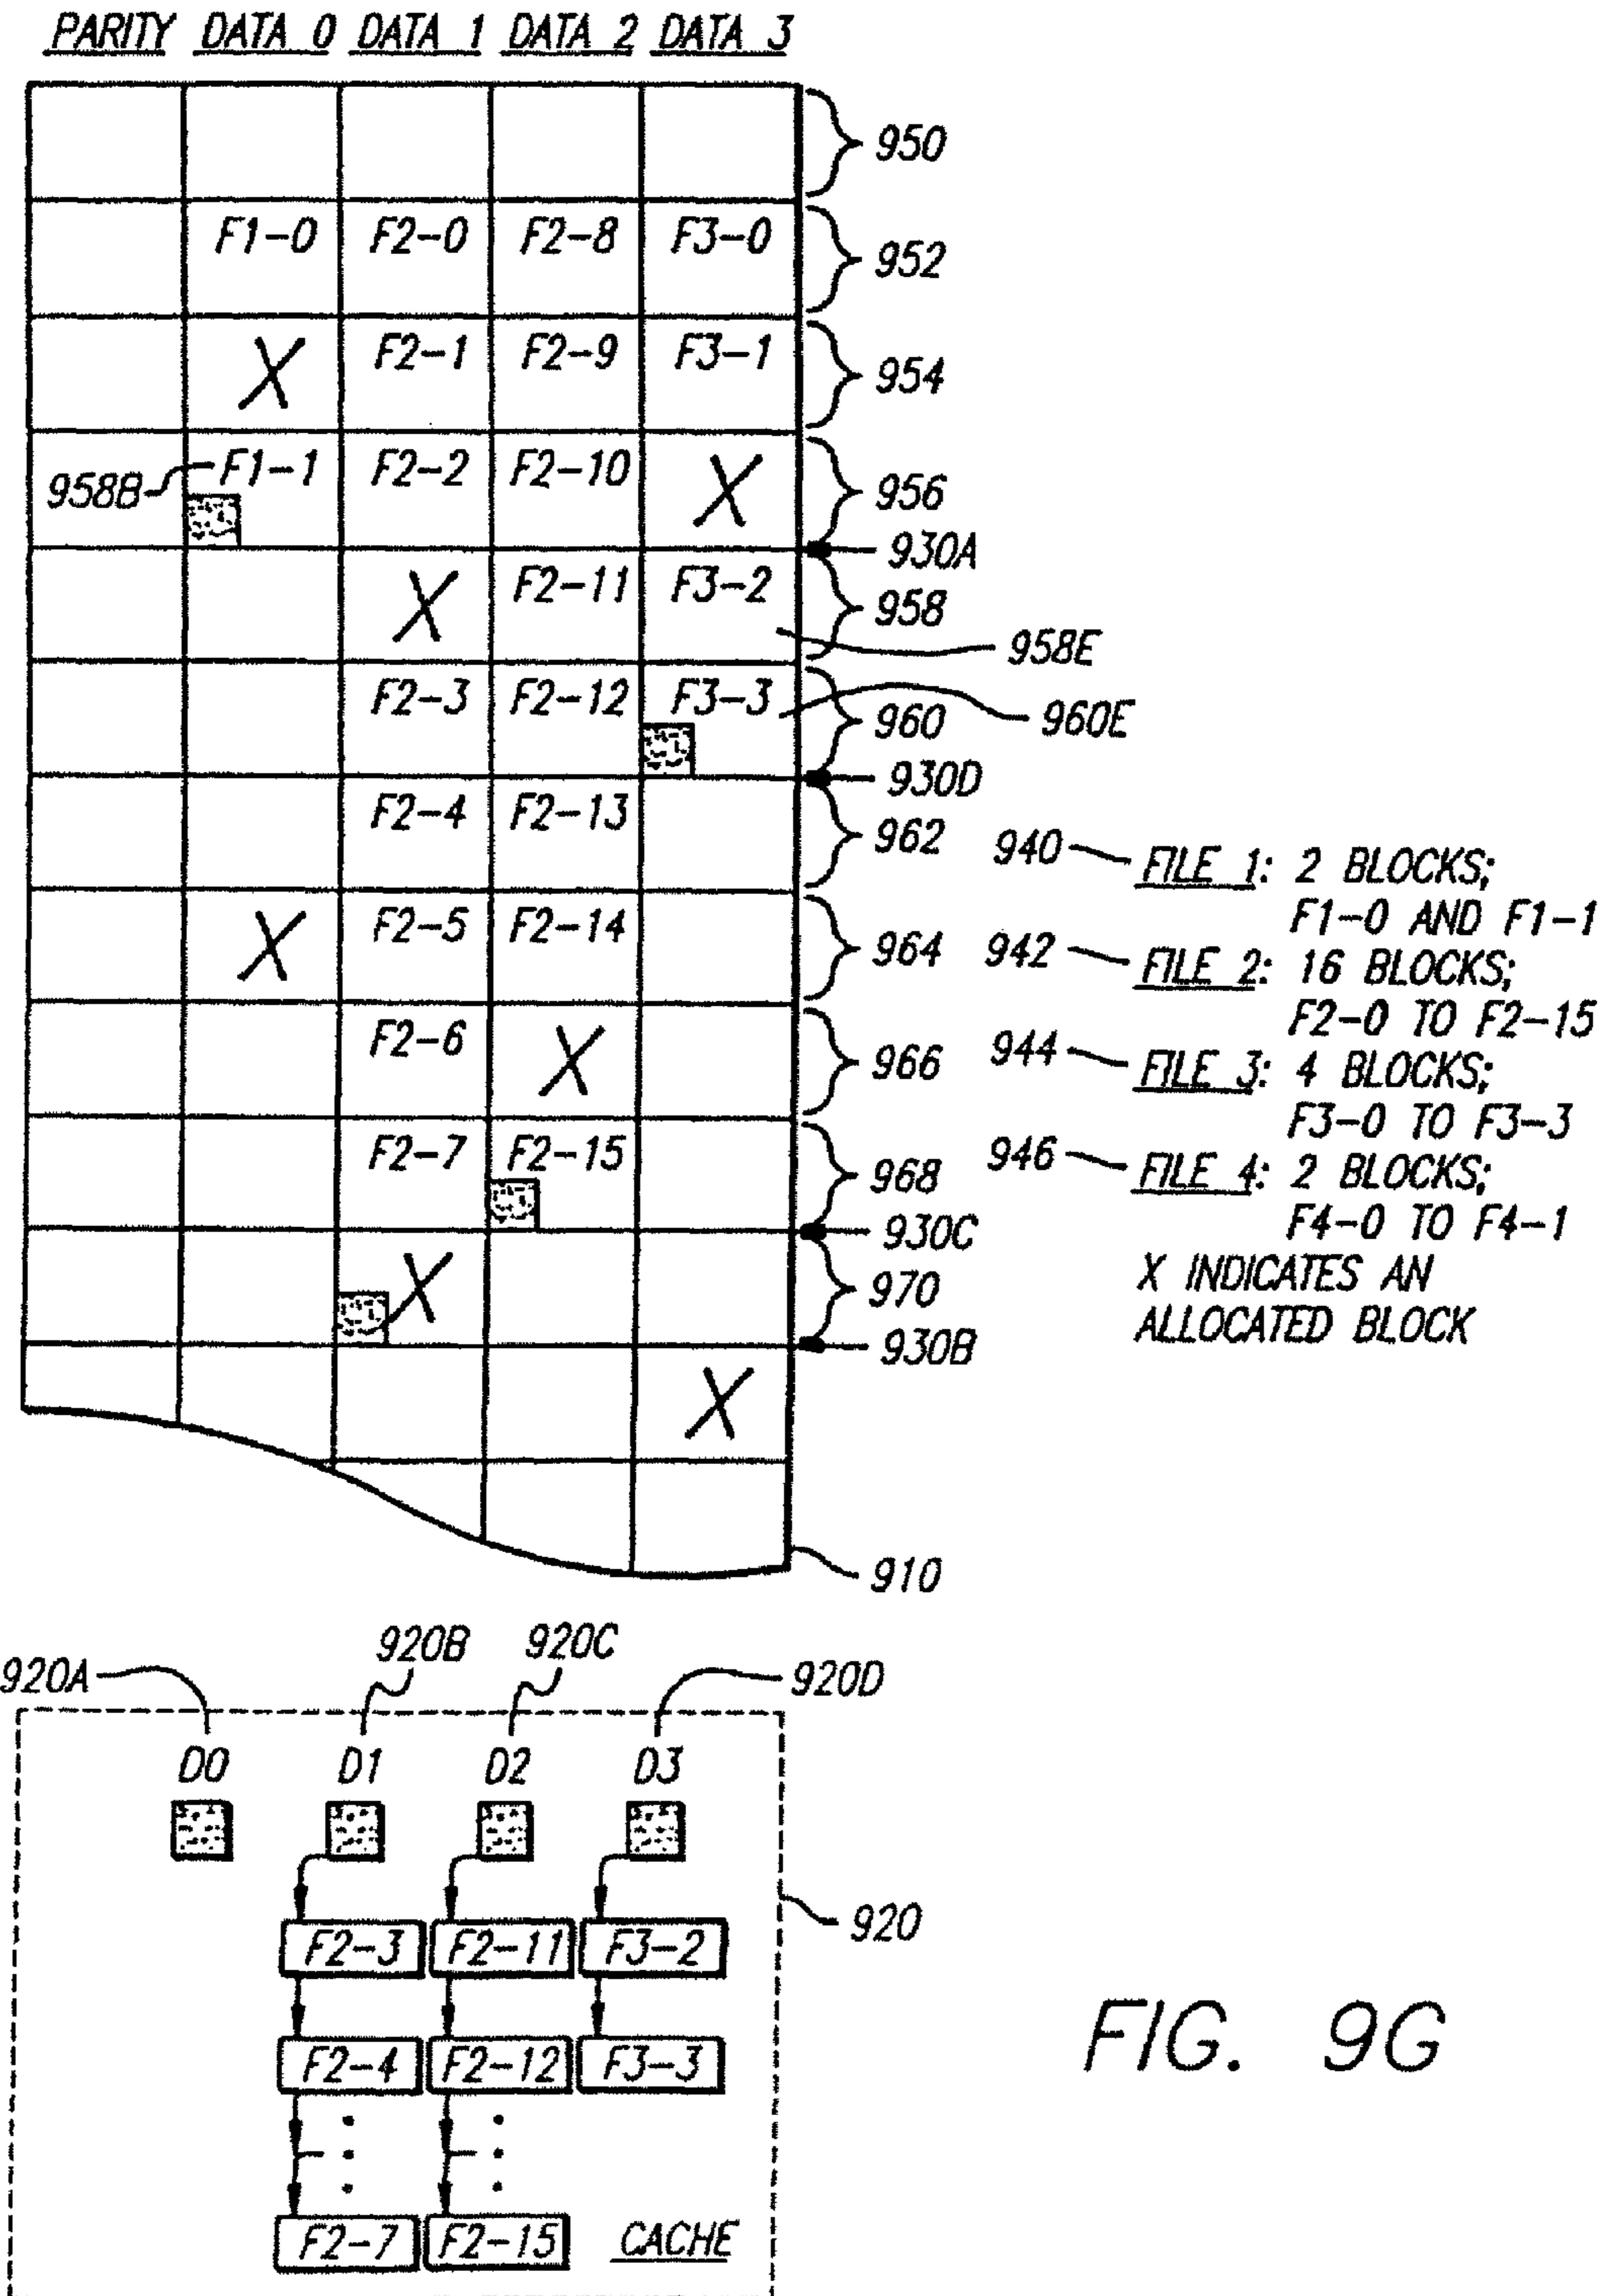 PARITY DATA 0 DATA 1 DATA 2 DATA 3
950
F1-0 F2-0 F2-8 F3-0 952
X F2-1 F2-9 F3-1 954
958B F1-1 F2-2 F2-10 X 956
930A
X F2-11 F3-2 958
958E
F2-3 F2-12 F3-3 960 960E
930D
F2-4 F2-13 962
X F2-5 F2-14 964
F2-6 X 966
F2-7 F2-15 968
930C
X 970
930B
X
910
940 FILE 1: 2 BLOCKS;
F1-0 AND F1-1
942 FILE 2: 16 BLOCKS;
F2-0 TO F2-15
944 FILE 3: 4 BLOCKS;
F3-0 TO F3-3
946 FILE 4: 2 BLOCKS;
F4-0 TO F4-1
X INDICATES AN
ALLOCATED BLOCK
920A 920B 920C 920D
D0 D1 D2 D3
920
F2-3 F2-11 F3-2
F2-4 F2-12 F3-3
F2-7 F2-15 CACHE
FIG. 9G